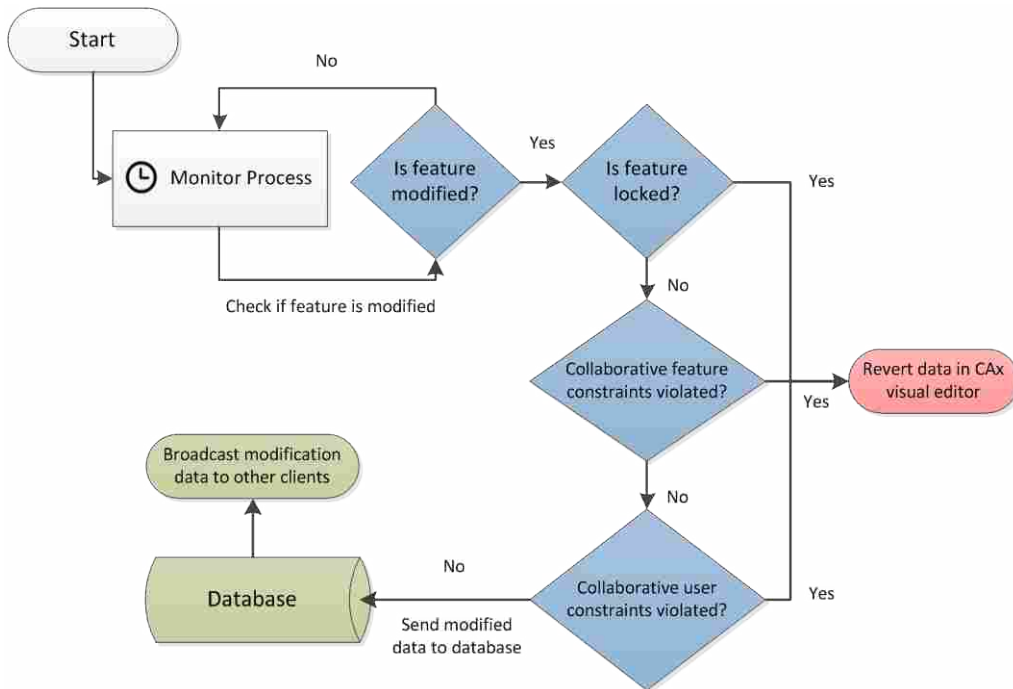 Start
No
Monitor Process
Is feature
modified?
Yes
Is feature
locked?
Yes
Check if feature is modified
No
Collaborative feature
constraints violated?
Yes
Revert data in CAx
visual editor
No
Broadcast modification
data to other clients
Database
No
Send modified
data to database
Collaborative user
constraints violated?
Yes